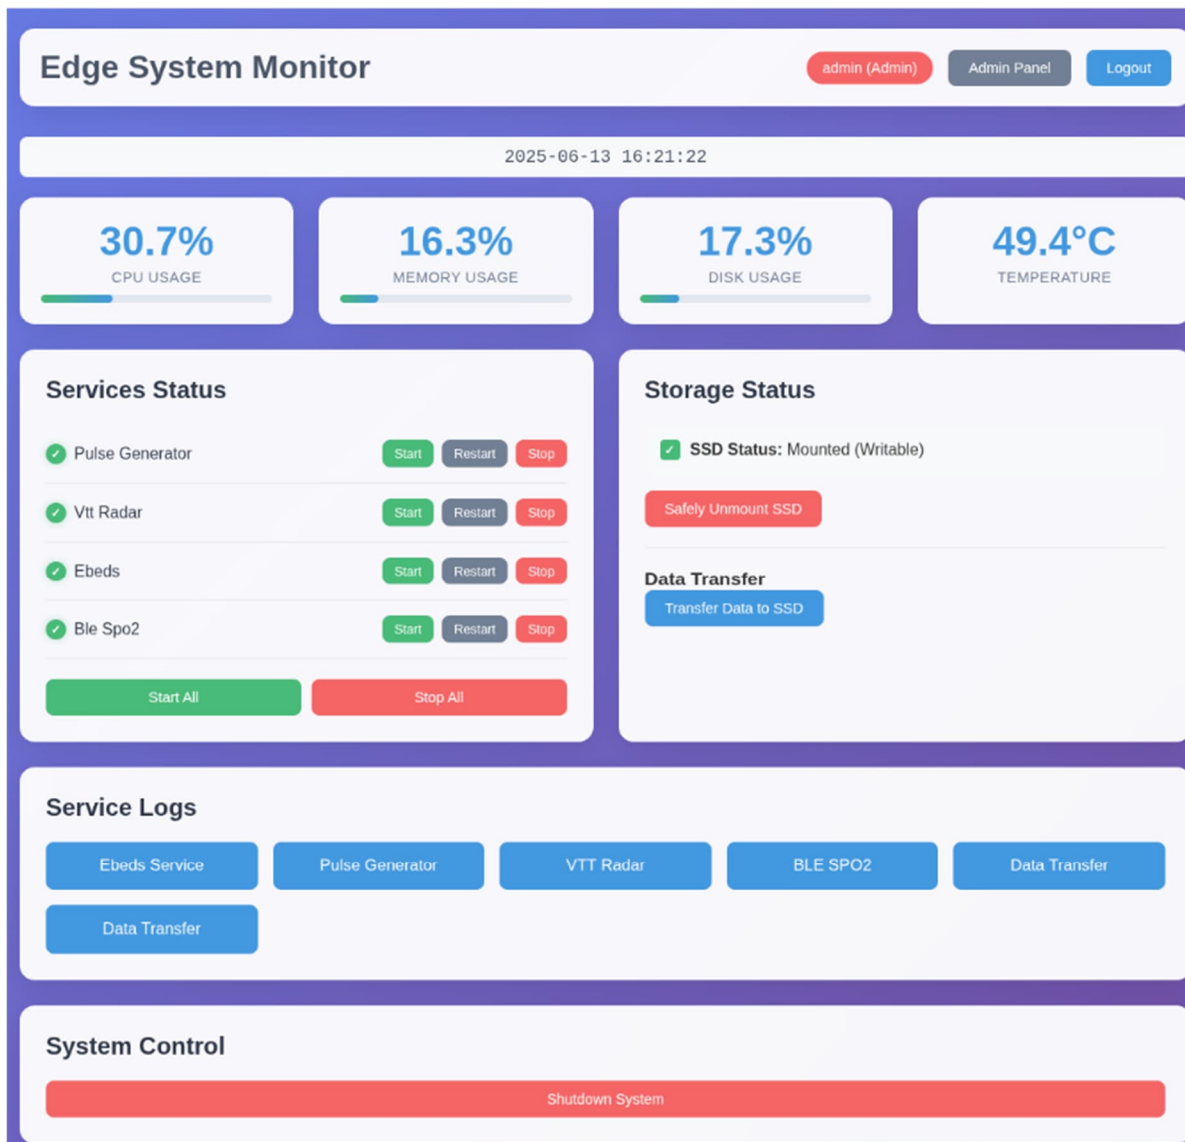 Edge System Monitor
admin (Admin) Admin Panel Logout
2025-06-13 16:21:22
30.7% 16.3% 17.3% 49.4°C
CPU USAGE MEMORY USAGE DISK USAGE TEMPERATURE
Services Status
Pulse Generator Start Restart Stop
Vtt Radar Start Restart Stop
Ebeds Start Restart Stop
Ble Spo2 Start Restart Stop
Start All Stop All
Storage Status
SSD Status: Mounted (Writable)
Safely Unmount SSD
Data Transfer
Transfer Data to SSD
Service Logs
Ebeds Service Pulse Generator VTT Radar BLE SPO2 Data Transfer
Data Transfer
System Control
Shutdown System